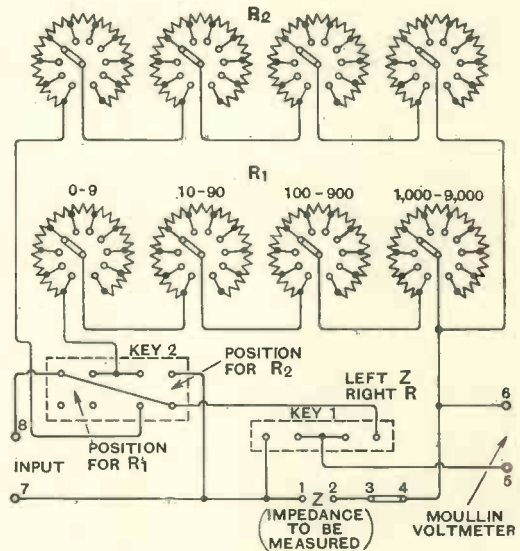 R2
R1
0-9 10-90 100-900 1,000-9,000
KEY 2
POSITION
FOR R2
LEFT Z
RIGHT R
KEY 1
8
POSITION
FOR R1
INPUT
7
6
5
1 Z 2 3 4
(IMPEDANCE
TO BE
MEASURED)
MOULLIN
VOLTMETER